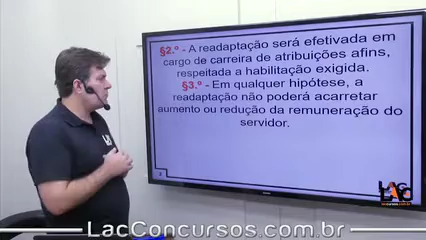 §2.º - A readaptação será efetivada em
cargo de carreira de atribuições afins,
respeitada a habilitação exigida.
§3.º - Em qualquer hipótese, a
readaptação não poderá acarretar
aumento ou redução da remuneração do
servidor.
LAC
LacConcursos.com.br